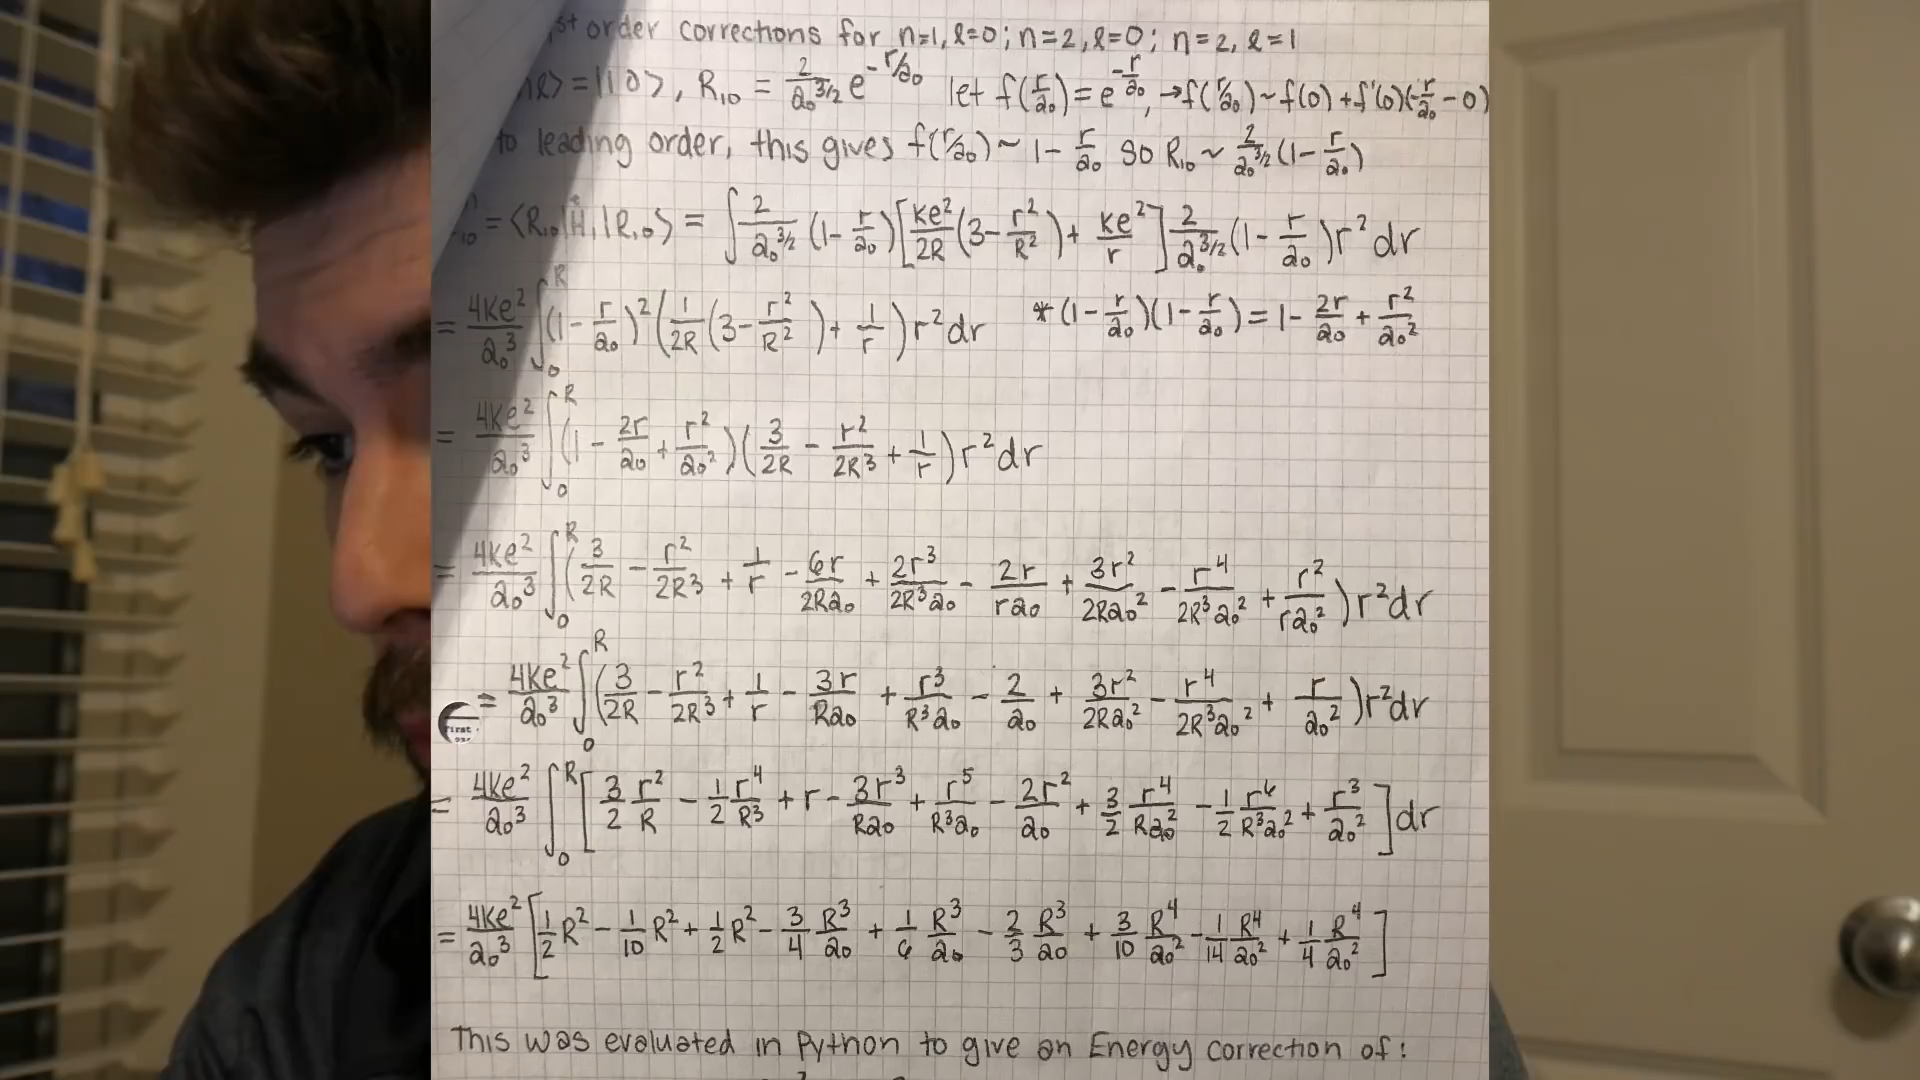 st order corrections for n=1, ℓ=0; n=2, ℓ=0; n=2, ℓ=1
ℓ> = |10>, R₁₀ = 2/a₀^(3/2) e^(-r/a₀) let f(r/a₀) = e^(-r/a₀), → f(r/a₀) ~ f(0) + f'(0)(-r/a₀ - 0)
to leading order, this gives f(r/a₀) ~ 1 - r/a₀ so R₁₀ ~ 2/a₀^(3/2) (1 - r/a₀)
₁₀ = <R₁₀|Ĥ₁|R₁₀> = ∫ 2/a₀^(3/2) (1 - r/a₀) [ke²/2R (3 - r²/R²) + ke²/r] 2/a₀^(3/2) (1 - r/a₀) r² dr
= 4ke²/a₀³ ∫₀^R (1 - r/a₀)² (1/2R (3 - r²/R²) + 1/r) r² dr * (1 - r/a₀)(1 - r/a₀) = 1 - 2r/a₀ + r²/a₀²
= 4ke²/a₀³ ∫₀^R (1 - 2r/a₀ + r²/a₀²)(3/2R - r²/2R³ + 1/r) r² dr
= 4ke²/a₀³ ∫₀^R (3/2R - r²/2R³ + 1/r - 6r/2Ra₀ + 2r³/2R³a₀ - 2r/ra₀ + 3r²/2Ra₀² - r⁴/2R³a₀² + r²/ra₀²) r² dr
= 4ke²/a₀³ ∫₀^R (3/2R - r²/2R³ + 1/r - 3r/Ra₀ + r³/R³a₀ - 2/a₀ + 3r²/2Ra₀² - r⁴/2R³a₀² + r/a₀²) r² dr
First
= 4ke²/a₀³ ∫₀^R [3/2 r²/R - 1/2 r⁴/R³ + r - 3r³/Ra₀ + r⁵/R³a₀ - 2r²/a₀ + 3/2 r⁴/Ra₀² - 1/2 r⁶/R³a₀² + r³/a₀²] dr
= 4ke²/a₀³ [1/2 R² - 1/10 R² + 1/2 R² - 3/4 R³/a₀ + 1/6 R³/a₀ - 2/3 R³/a₀ + 3/10 R⁴/a₀² - 1/14 R⁴/a₀² + 1/4 R⁴/a₀²]
This was evaluated in Python to give an Energy correction of: